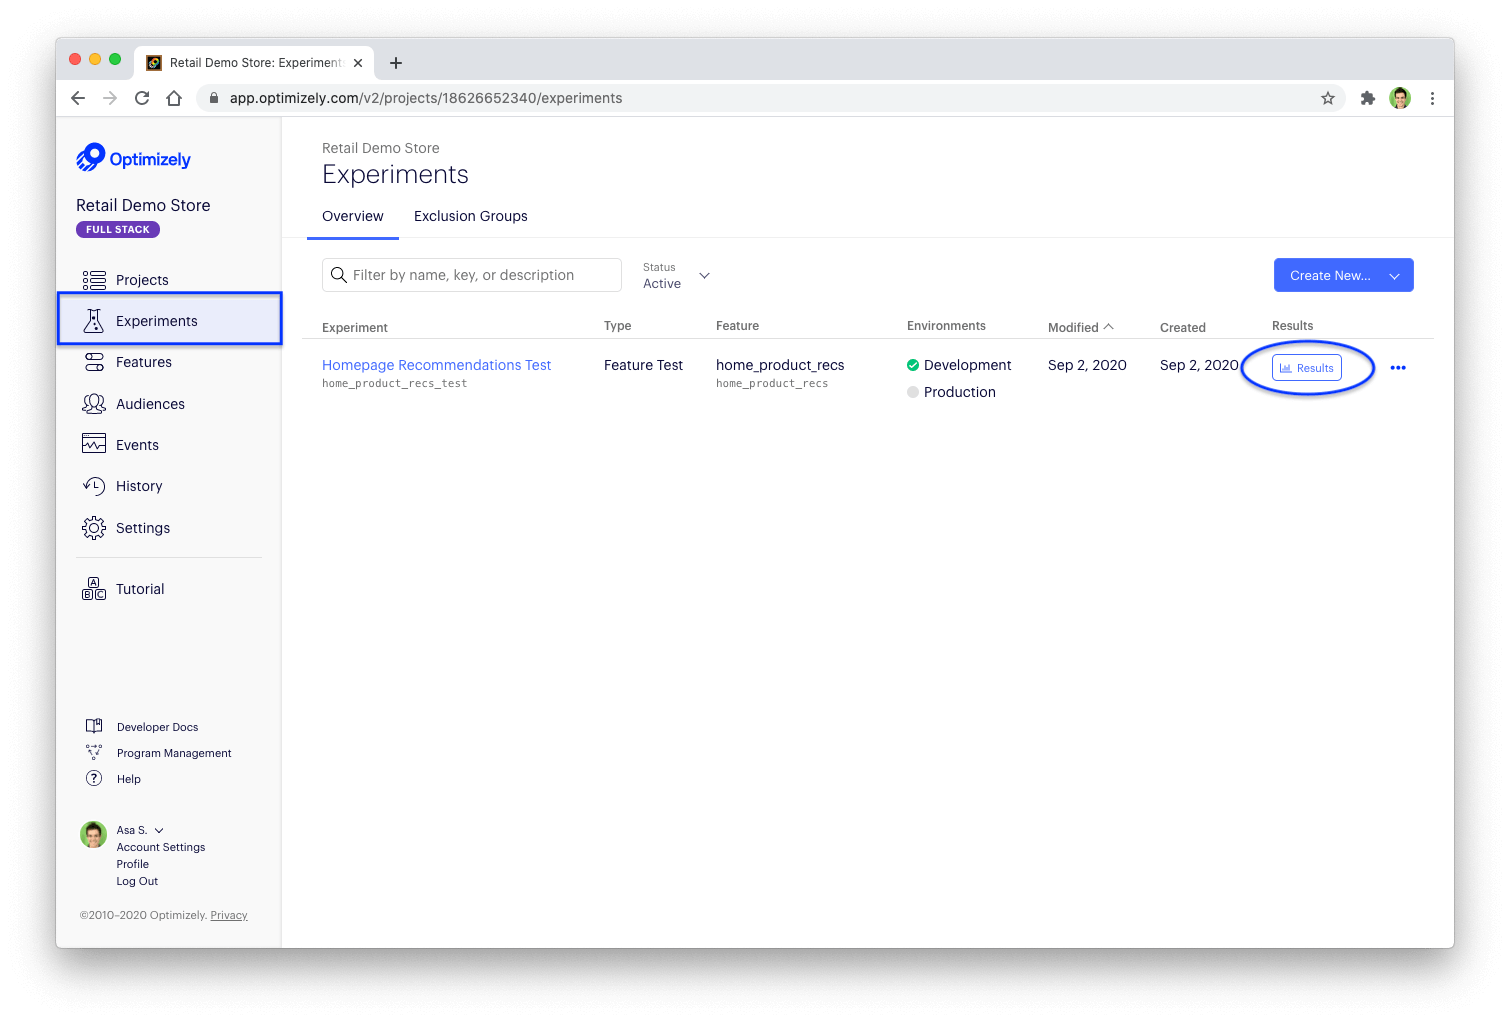 Retail Demo Store: Experiment
app.optimizely.com/v2/projects/18626652340/experiments
Optimizely
Retail Demo Store
FULL STACK
Projects
Experiments
Features
Audiences
Events
History
Settings
A
B C
Tutorial
Developer Docs
Program Management
? Help
Asa S.
Account Settings
Profile
Log Out
©2010–2020 Optimizely. Privacy
Retail Demo Store
Experiments
Overview Exclusion Groups
Filter by name, key, or description
Status
Active
Create New...
Experiment Type Feature Environments Modified Created Results
Homepage Recommendations Test Feature Test home_product_recs Development Sep 2, 2020 Sep 2, 2020 Results
home_product_recs_test home_product_recs
Production